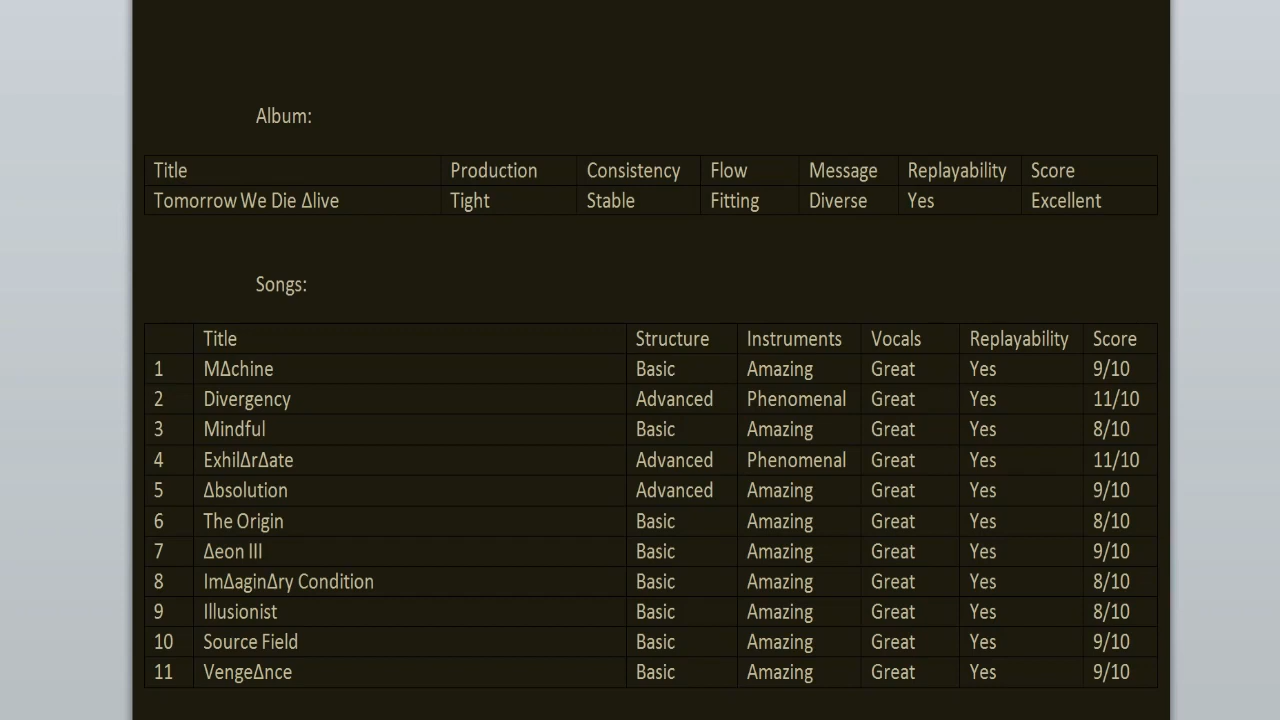 Album:
Title Production Consistency Flow Message Replayability Score
Tomorrow We Die Δlive Tight Stable Fitting Diverse Yes Excellent
Songs:
Title Structure Instruments Vocals Replayability Score
1 MΔchine Basic Amazing Great Yes 9/10
2 Divergency Advanced Phenomenal Great Yes 11/10
3 Mindful Basic Amazing Great Yes 8/10
4 ExhilΔrΔate Advanced Phenomenal Great Yes 11/10
5 Δbsolution Advanced Amazing Great Yes 9/10
6 The Origin Basic Amazing Great Yes 8/10
7 Δeon III Basic Amazing Great Yes 9/10
8 ImΔaginΔry Condition Basic Amazing Great Yes 8/10
9 Illusionist Basic Amazing Great Yes 8/10
10 Source Field Basic Amazing Great Yes 9/10
11 VengeΔnce Basic Amazing Great Yes 9/10